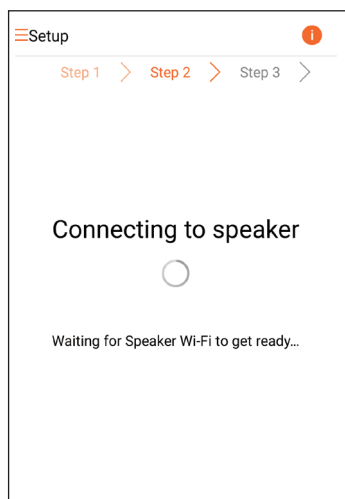 Setup
i
Step 1
Step 2
Step 3
Connecting to speaker
Waiting for Speaker Wi-Fi to get ready...